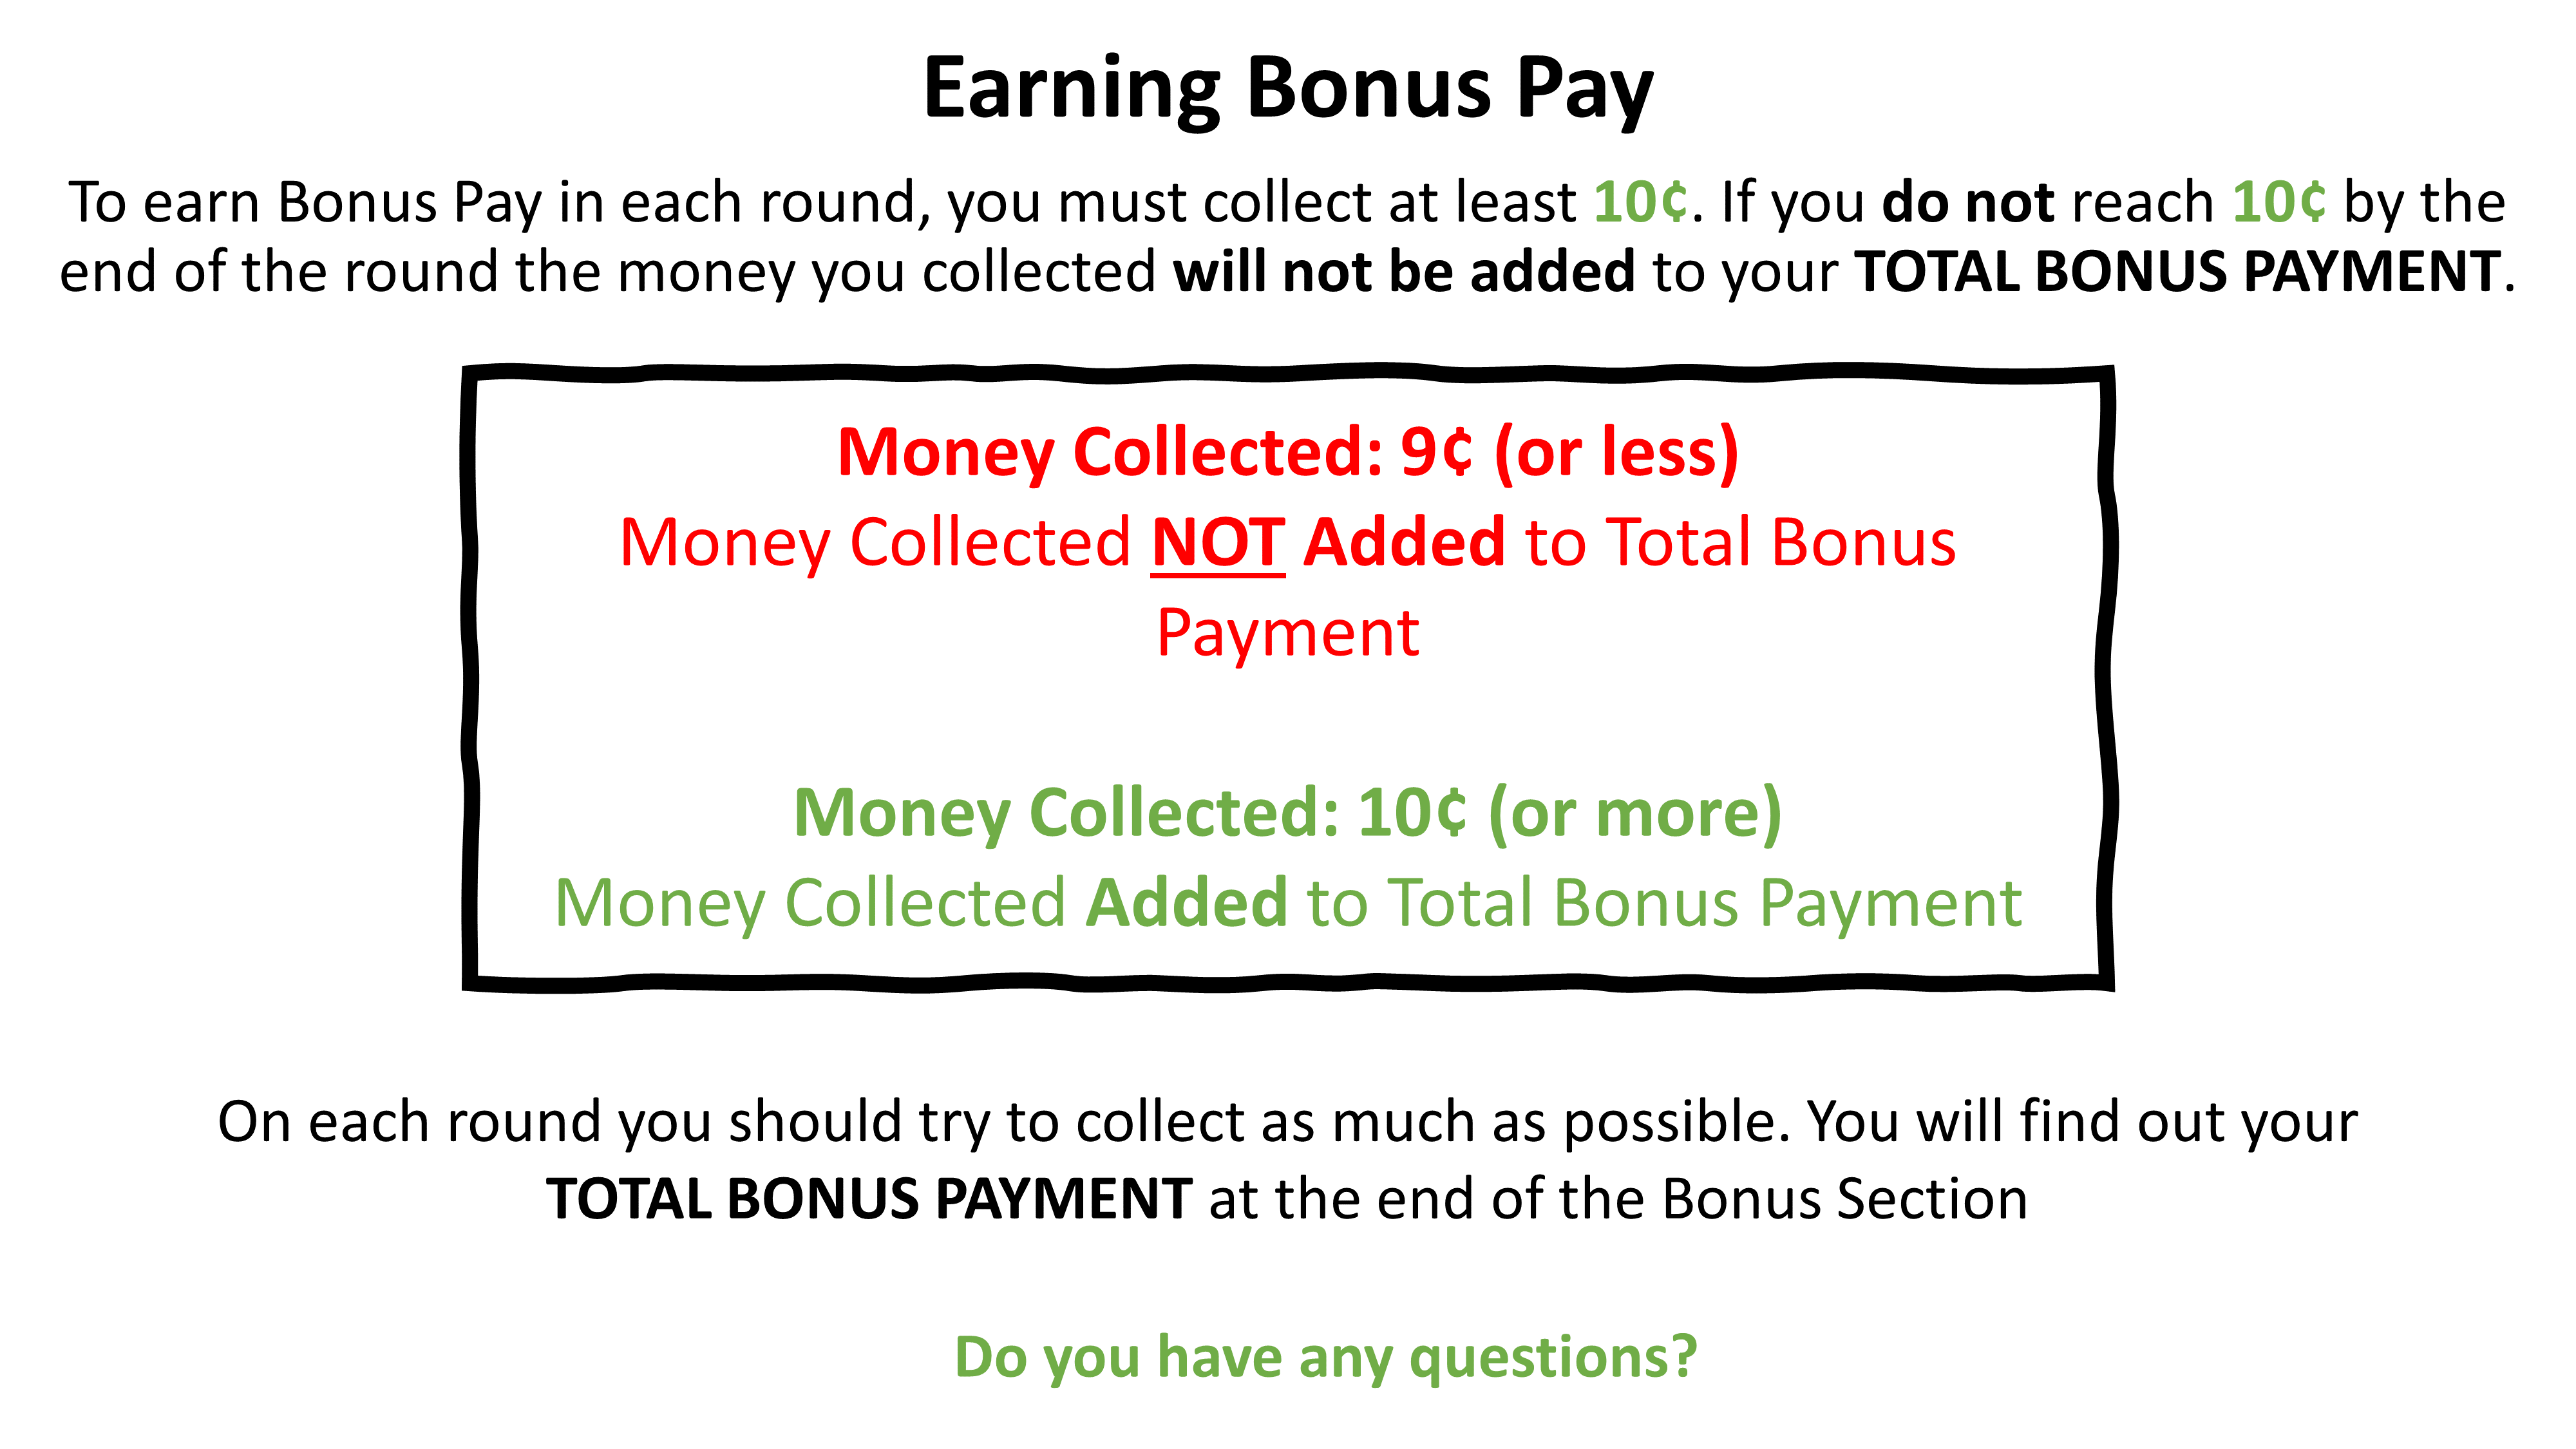 Earning Bonus Pay
To earn Bonus Pay in each round, you must collect at least 10¢. If you do not reach 10¢ by the
end of the round the money you collected will not be added to your TOTAL BONUS PAYMENT.
Money Collected: 9¢ (or less)
Money Collected NOT Added to Total Bonus
Payment
Money Collected: 10¢ (or more)
Money Collected Added to Total Bonus Payment
On each round you should try to collect as much as possible. You will find out your
TOTAL BONUS PAYMENT at the end of the Bonus Section
Do you have any questions?